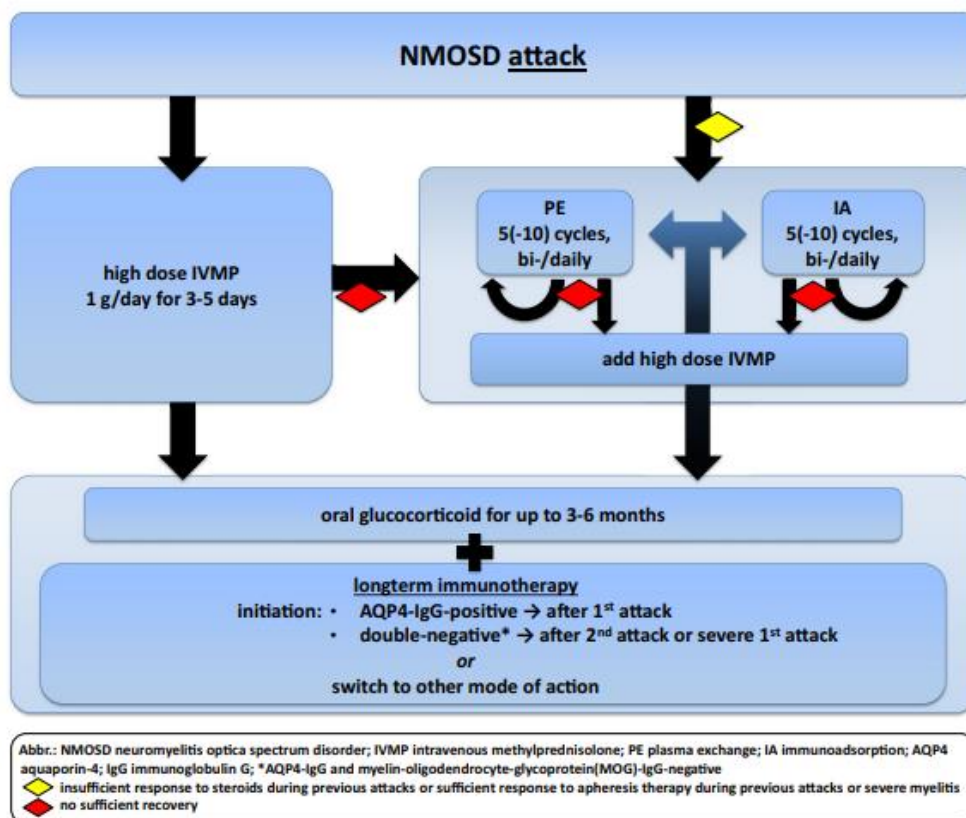 NMOSD attack
high dose IVMP
1 g/day for 3-5 days
PE
5(-10) cycles,
bi-/daily
IA
5(-10) cycles,
bi-/daily
add high dose IVMP
oral glucocorticoid for up to 3-6 months
longterm immunotherapy
initiation: • AQP4-IgG-positive → after 1st attack
• double-negative* → after 2nd attack or severe 1st attack
or
switch to other mode of action
Abbr.: NMOSD neuromyelitis optica spectrum disorder; IVMP intravenous methylprednisolone; PE plasma exchange; IA immunoadsorption; AQP4
aquaporin-4; IgG immunoglobulin G; *AQP4-IgG and myelin-oligodendrocyte-glycoprotein(MOG)-IgG-negative
insufficient response to steroids during previous attacks or sufficient response to apheresis therapy during previous attacks or severe myelitis
no sufficient recovery